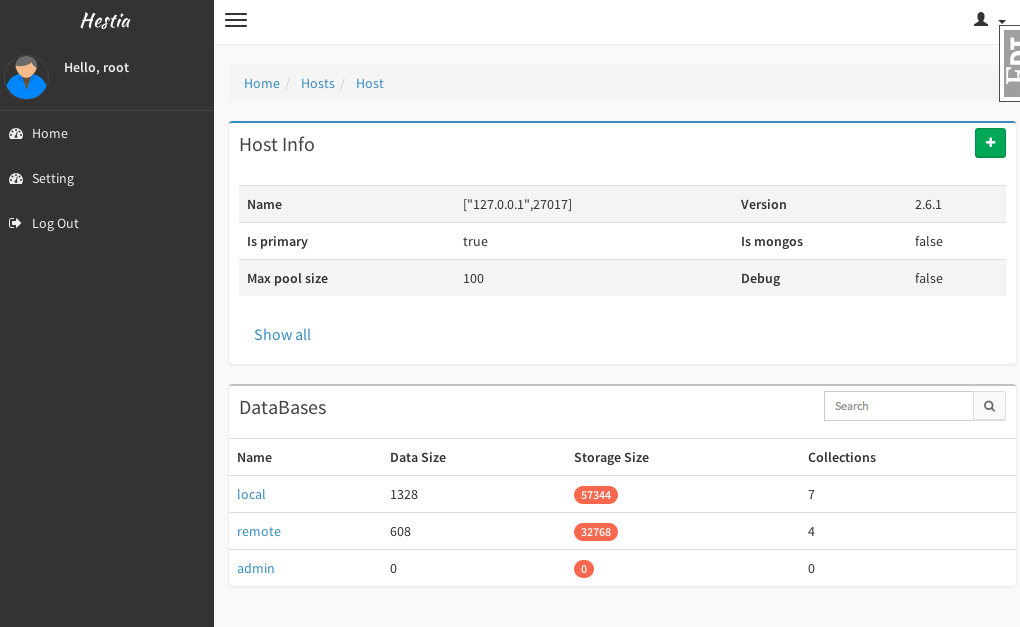 Hestia
Hello, root
Home
Setting
Log Out
Home / Hosts / Host
Host Info
Name ["127.0.0.1",27017] Version 2.6.1
Is primary true Is mongos false
Max pool size 100 Debug false
Show all
DataBases
Search
Name Data Size Storage Size Collections
local 1328 57344 7
remote 608 32768 4
admin 0 0 0